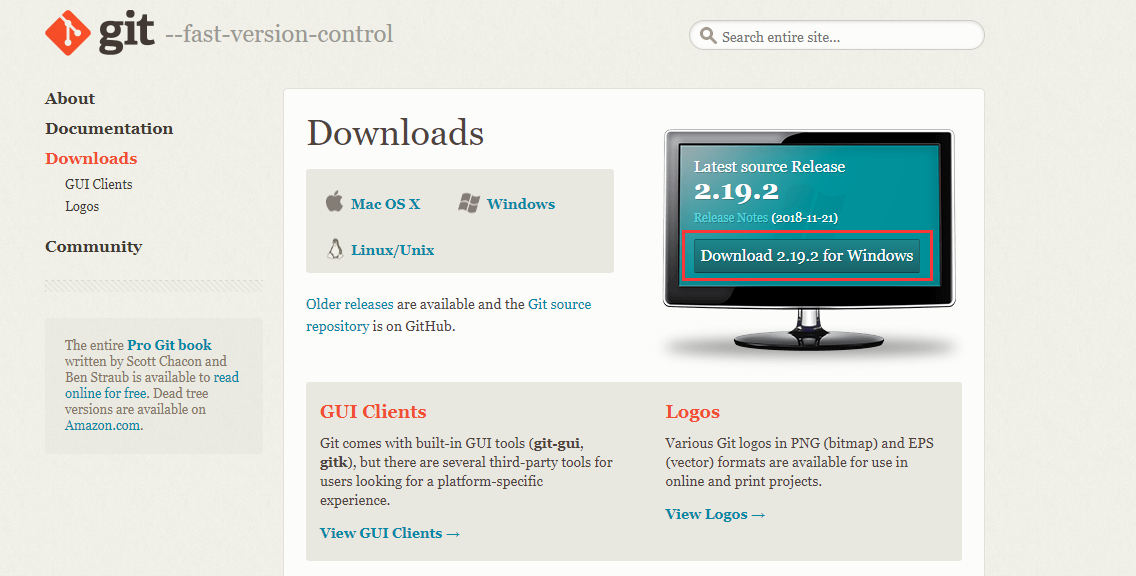 git --fast-version-control
Search entire site...
About
Documentation
Downloads
GUI Clients
Logos
Community
The entire Pro Git book
written by Scott Chacon and
Ben Straub is available to read
online for free. Dead tree
versions are available on
Amazon.com.
Downloads
Mac OS X
Windows
Linux/Unix
Older releases are available and the Git source
repository is on GitHub.
Latest source Release
2.19.2
Release Notes (2018-11-21)
Download 2.19.2 for Windows
GUI Clients
Git comes with built-in GUI tools (git-gui,
gitk), but there are several third-party tools for
users looking for a platform-specific
experience.
View GUI Clients →
Logos
Various Git logos in PNG (bitmap) and EPS
(vector) formats are available for use in
online and print projects.
View Logos →